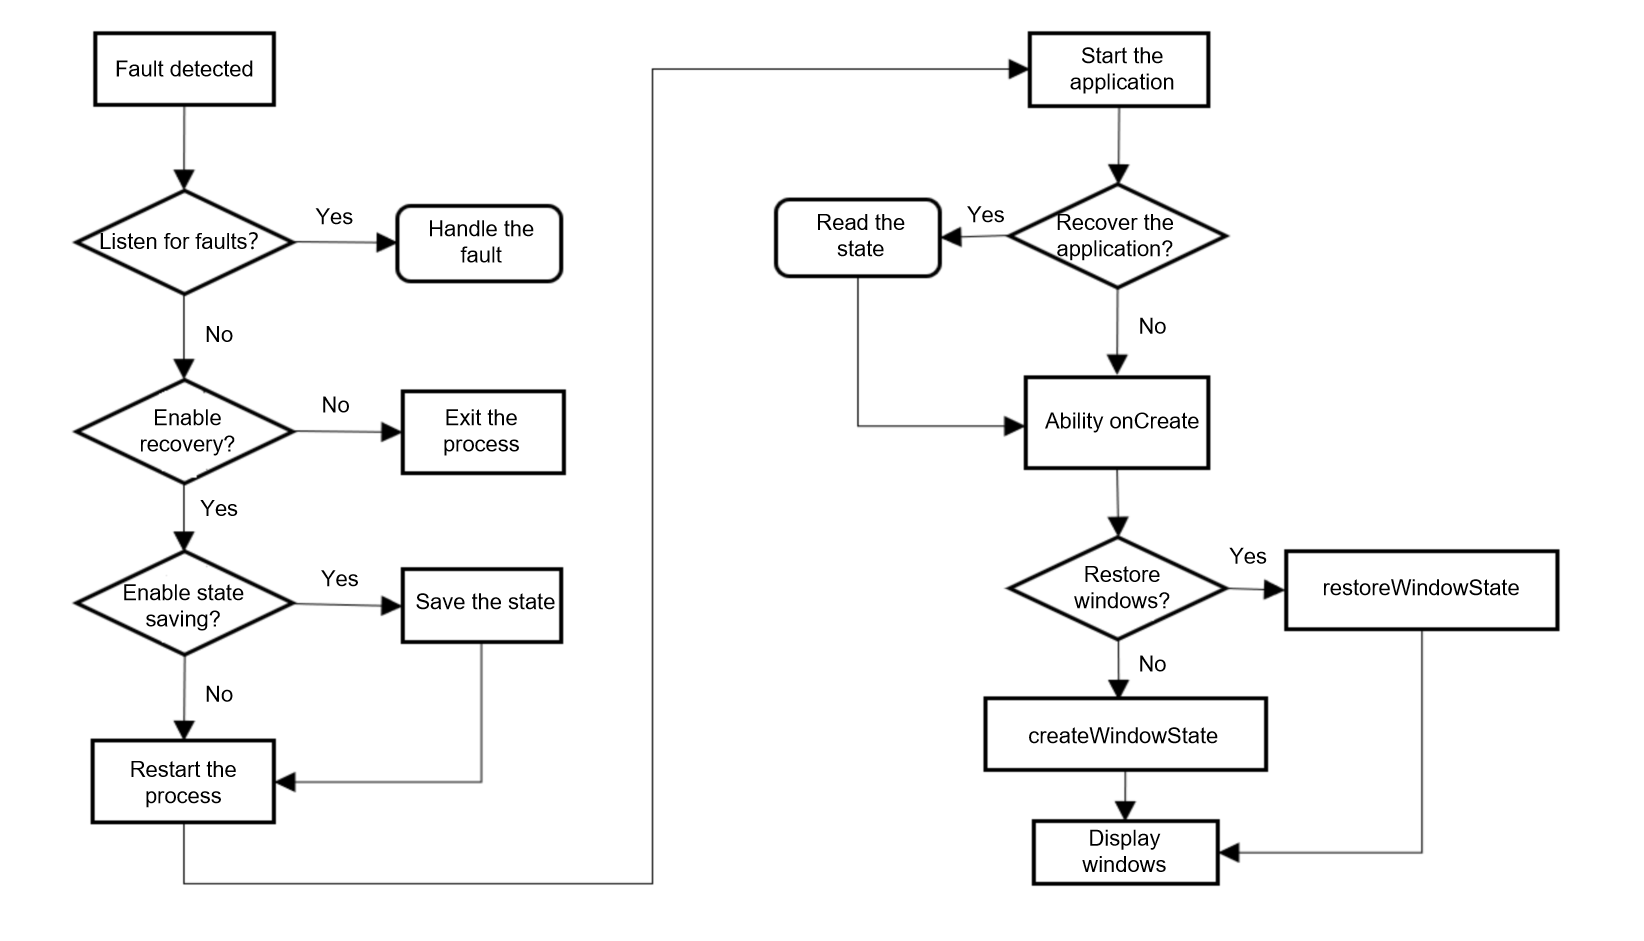 Fault detected
Listen for faults?
Yes
Handle the
fault
No
Enable
recovery?
No
Exit the
process
Yes
Enable state
saving?
Yes
Save the state
No
Restart the
process
Start the
application
Recover the
application?
Yes
Read the
state
No
Ability onCreate
Restore
windows?
Yes
restoreWindowState
No
createWindowState
Display
windows